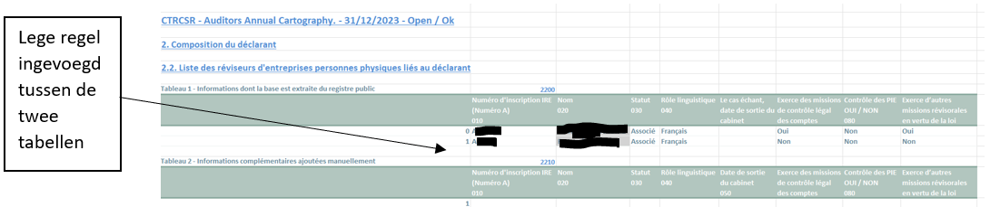 Lege regel
ingevoegd
tussen de
twee
tabellen
CTRCSR - Auditors Annual Cartography. - 31/12/2023 - Open / Ok
2. Composition du déclarant
2.2. Liste des réviseurs d'entreprises personnes physiques liés au déclarant
Tableau 1 - Informations dont la base est extraite du registre public 2200
Numéro d'inscription IRE Nom Statut Rôle linguistique Le cas échant, Exerce des missions Contrôle des PIE Exerce d'autres
(Numéro A) 020 030 040 date de sortie du de contrôle légal OUI / NON missions révisorales
010 cabinet des comptes 080 en vertu de la loi
0 A Associé Français Oui Non Oui
1 A Associé Français Non Non Non
Tableau 2 - Informations complémentaires ajoutées manuellement 2210
Numéro d'inscription IRE Nom Statut Rôle linguistique Date de sortie Exerce des missions Contrôle des PIE Exerce d'autres
(Numéro A) 020 030 040 du cabinet de contrôle légal OUI / NON missions révisorales
010 050 des comptes 080 en vertu de la loi
1